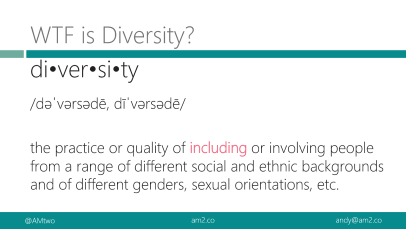 WTF is Diversity?
di•ver•si•ty
/dəˈvərsədē, dīˈvərsədē/
the practice or quality of including or involving people
from a range of different social and ethnic backgrounds
and of different genders, sexual orientations, etc.
@AMtwo am2.co andy@am2.co